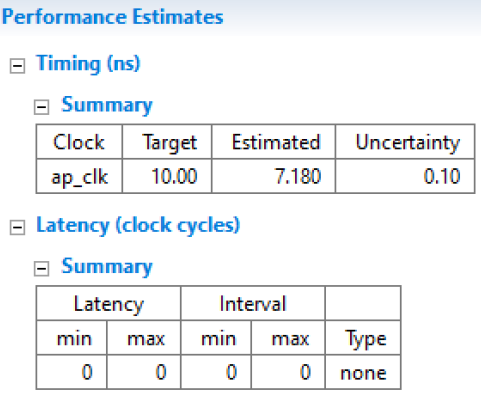 Performance Estimates
Timing (ns)
Summary
Clock Target Estimated Uncertainty
ap_clk 10.00 7.180 0.10
Latency (clock cycles)
Summary
Latency Interval
min max min max Type
0 0 0 0 none